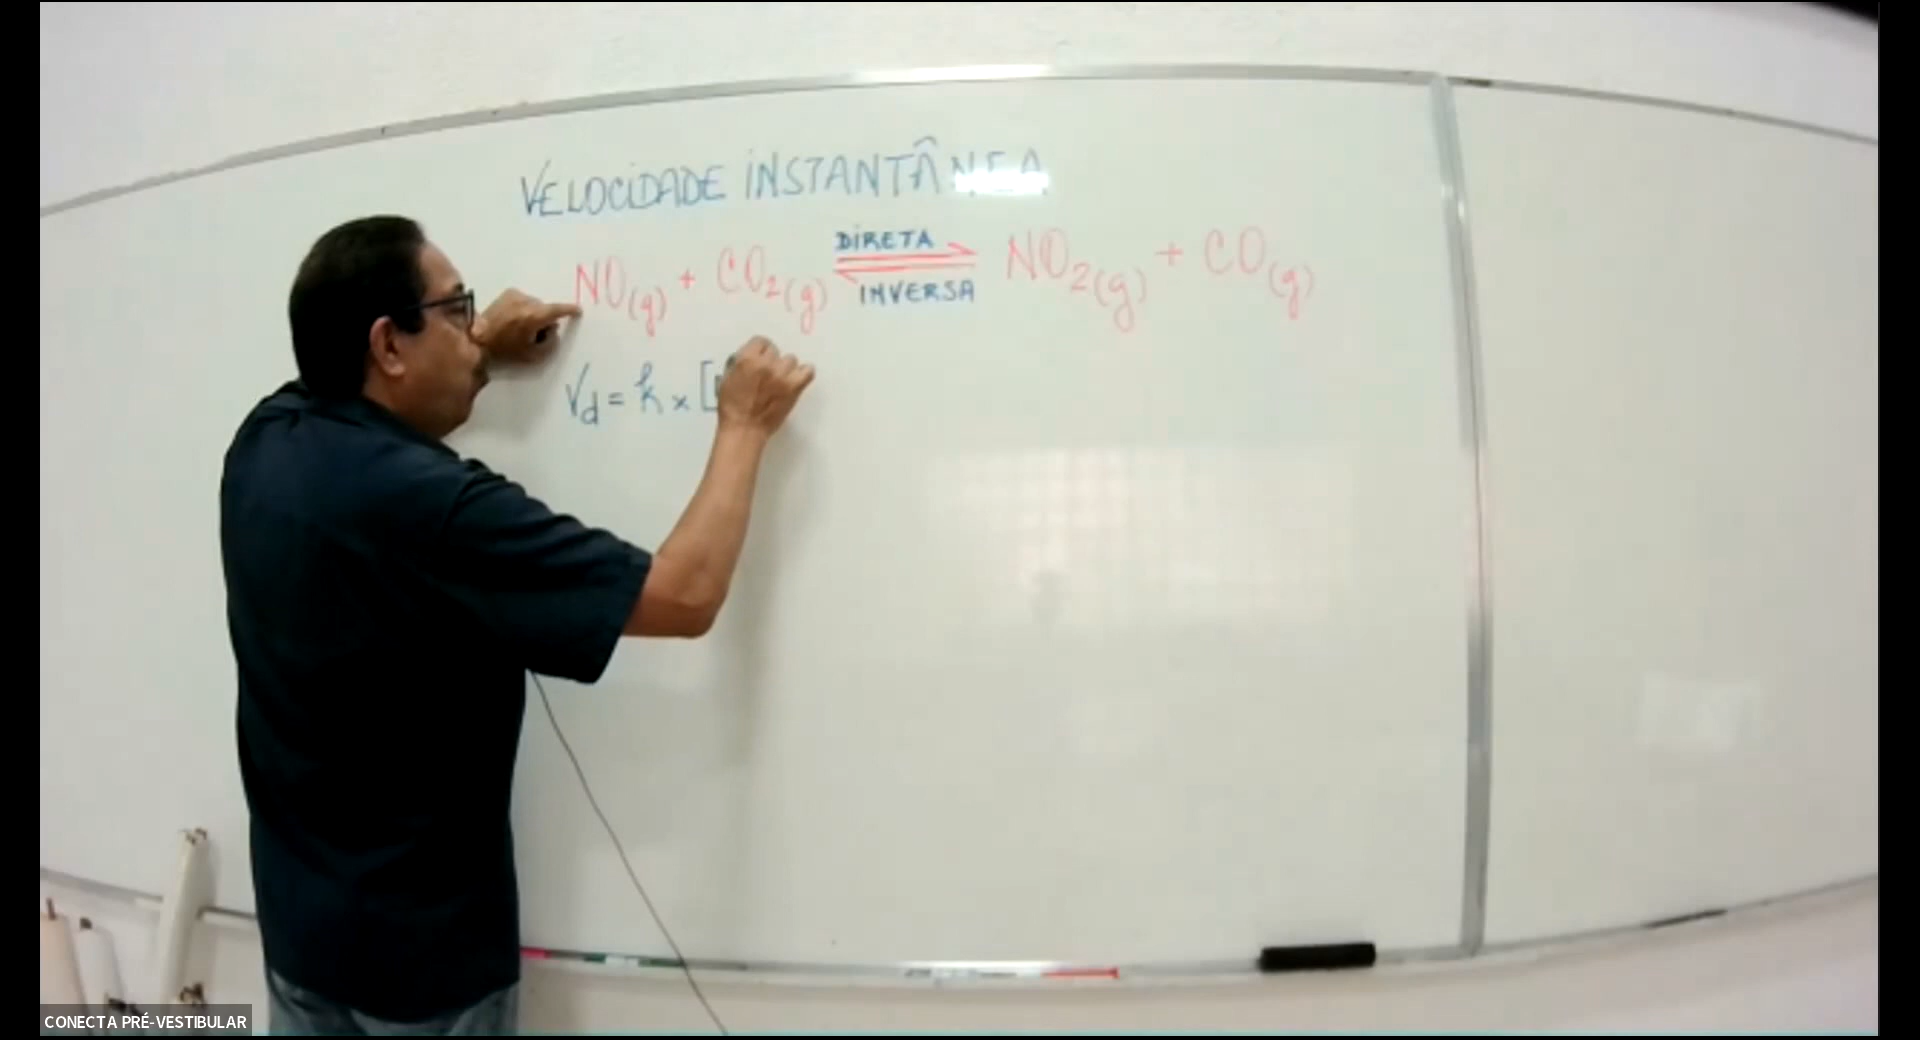 VELOCIDADE INSTANTÂNEA
NO(g) + CO2(g) DIRETA ⇌ INVERSA NO2(g) + CO(g)
Vd = k × [
CONECTA PRÉ-VESTIBULAR